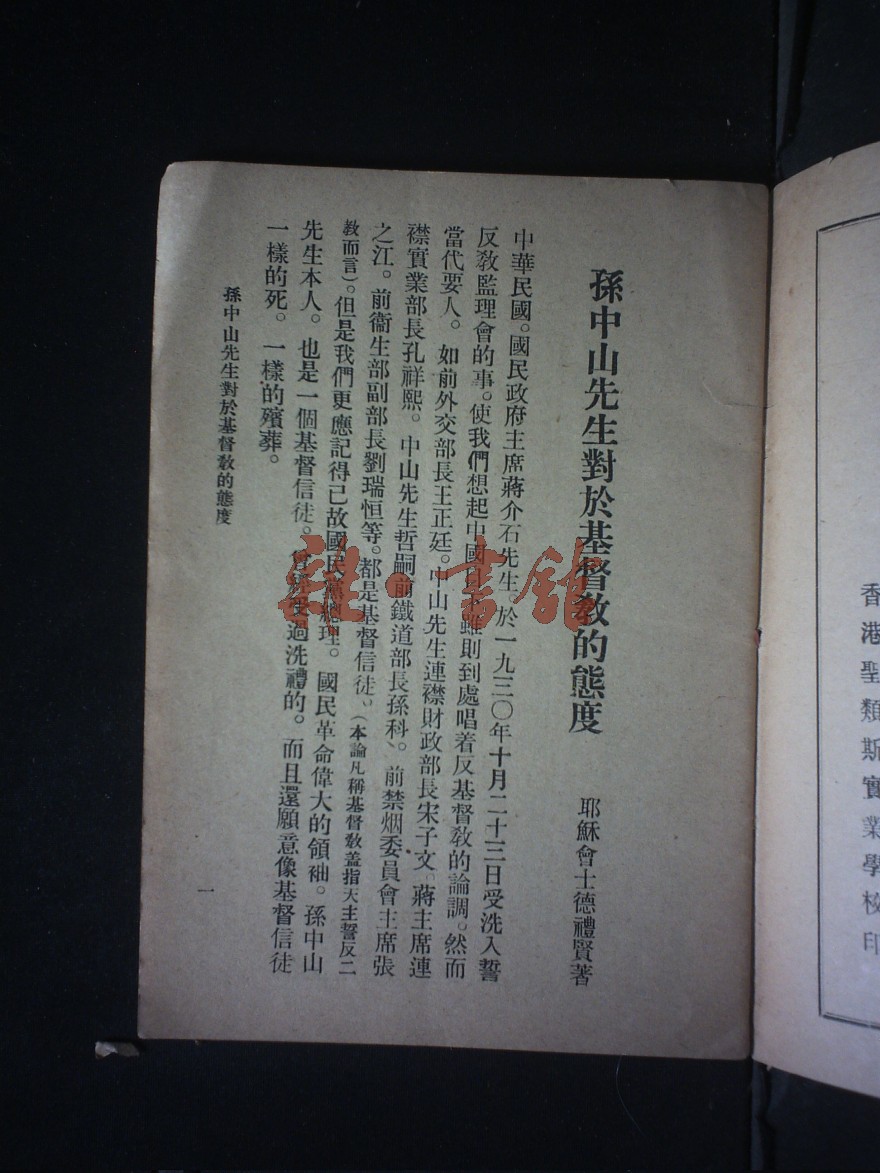 孫中山先生對於基督教的態度
耶穌會士德禮賢著
中華民國。國民政府主席蔣介石先生。於一九三〇年十月二十三日受洗入誓
反教監理會的事。使我們想起中國 雖則到處唱着反基督教的論調。然而
當代要人。如前外交部長王正廷。中山先生連襟財政部長宋子文。蔣主席連
襟實業部長孔祥熙。中山先生哲嗣前鐵道部長孫科、前禁烟委員會主席張
之江。前衞生部副部長劉瑞恒等。都是基督信徒。(本論凡稱基督教蓋指天主誓反二
教而言)。但是我們更應記得已故國民黨總理。國民革命偉大的領袖。孫中山
先生本人。也是一個基督信徒。 受過洗禮的。而且還願意像基督信徒
一樣的死。一樣的殯葬。
孫中山先生對於基督教的態度
一
香港聖類斯實業學校印
雜·書館